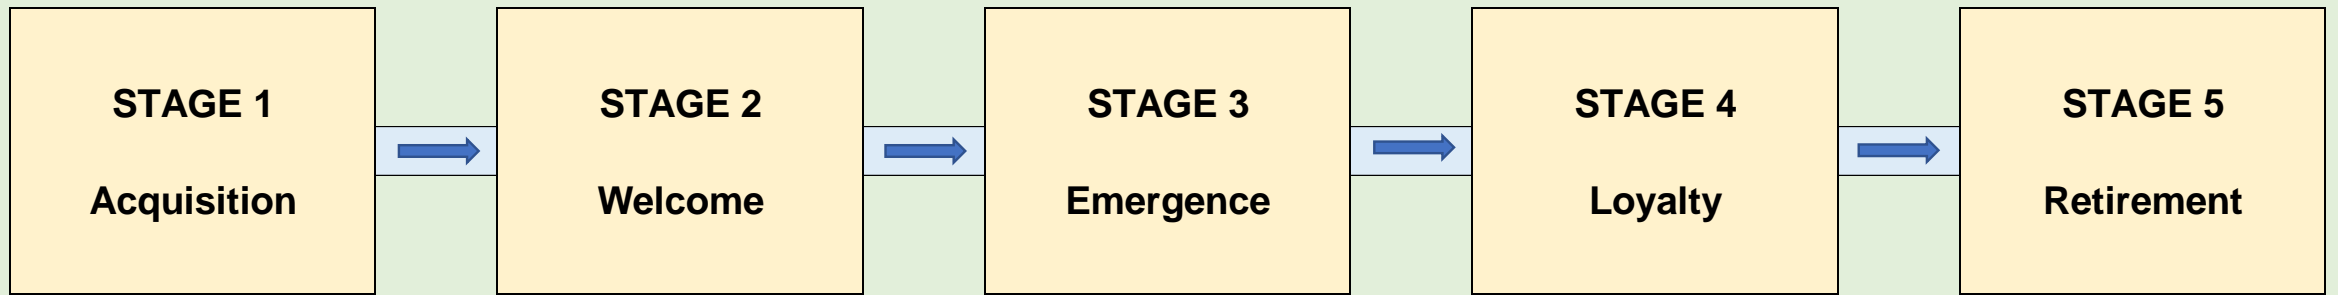 STAGE 1
Acquisition
STAGE 2
Welcome
STAGE 3
Emergence
STAGE 4
Loyalty
STAGE 5
Retirement